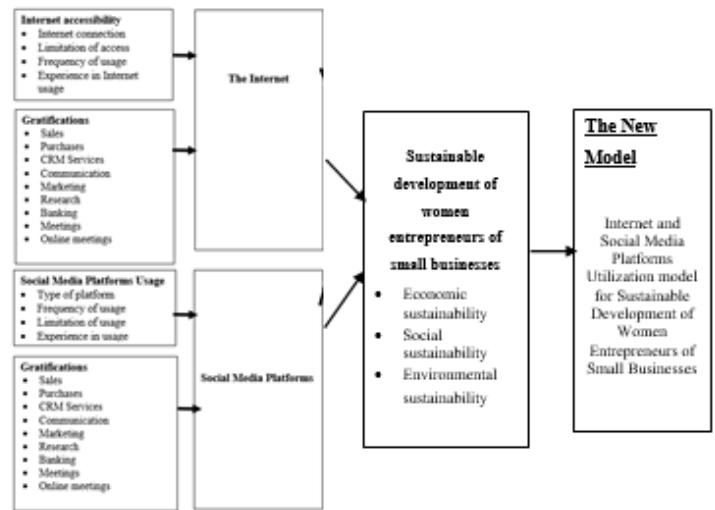 Internet accessibility
• Internet connection
• Limitation of access
• Frequency of usage
• Experience in Internet
usage
Gratifications
• Sales
• Purchases
• CRM Services
• Communication
• Marketing
• Research
• Banking
• Meetings
• Online meetings
The Internet
Social Media Platforms Usage
• Type of platform
• Frequency of usage
• Limitation of usage
• Experience in usage
Gratifications
• Sales
• Purchases
• CRM Services
• Communication
• Marketing
• Research
• Banking
• Meetings
• Online meetings
Social Media Platforms
Sustainable
development of
women
entrepreneurs of
small businesses
• Economic
sustainability
• Social
sustainability
• Environmental
sustainability
The New
Model
Internet and
Social Media
Platforms
Utilization model
for Sustainable
Development of
Women
Entrepreneurs of
Small Businesses